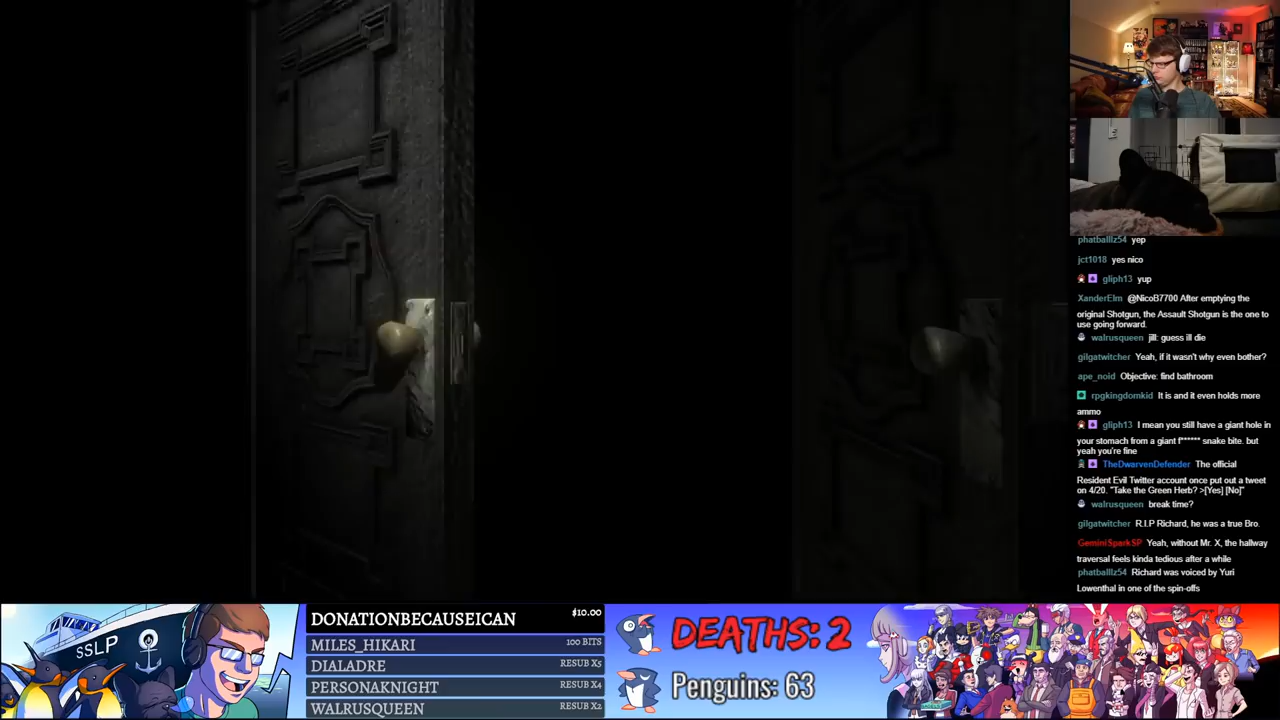 phatballlz54 yep
jct1018 yes nico
gliph13 yup
XanderElm @NicoB7700 After emptying the
original Shotgun, the Assault Shotgun is the one to
use going forward.
walrusqueen jill: guess ill die
gilgatwitcher Yeah, if it wasn't why even bother?
ape_noid Objective: find bathroom
rpgkingdomkid It is and it even holds more
ammo
gliph13 I mean you still have a giant hole in
your stomach from a giant f****** snake bite. but
yeah you're fine
TheDwarvenDefender The official
Resident Evil Twitter account once put out a tweet
on 4/20. "Take the Green Herb? >[Yes] [No]"
walrusqueen break time?
gilgatwitcher R.I.P Richard, he was a true Bro.
GeminiSparkSP Yeah, without Mr. X, the hallway
traversal feels kinda tedious after a while
phatballlz54 Richard was voiced by Yuri
Lowenthal in one of the spin-offs
SSLP
DONATIONBECAUSEICAN $10.00
MILES_HIKARI 100 BITS
DIALADRE RESUB X5
PERSONAKNIGHT RESUB X4
WALRUSQUEEN RESUB X2
DEATHS: 2
Penguins: 63